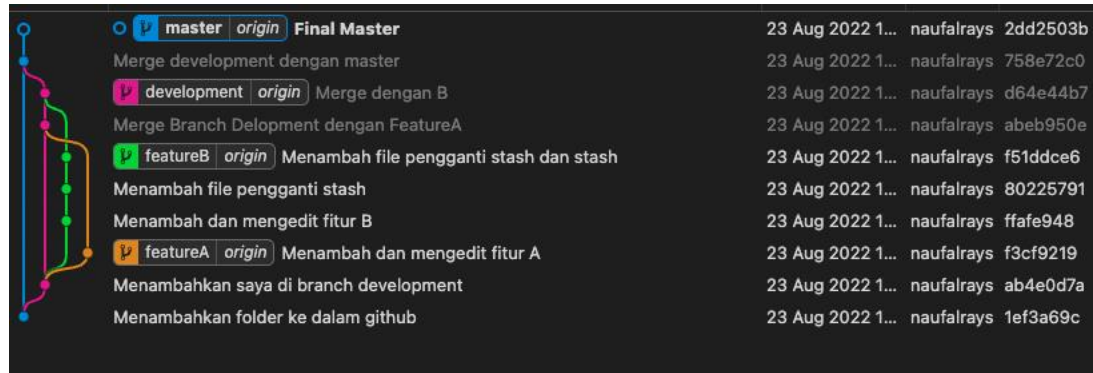 master origin Final Master 23 Aug 2022 1... naufalrays 2dd2503b
Merge development dengan master 23 Aug 2022 1... naufalrays 758e72c0
development origin Merge dengan B 23 Aug 2022 1... naufalrays d64e44b7
Merge Branch Delopment dengan FeatureA 23 Aug 2022 1... naufalrays abeb950e
featureB origin Menambah file pengganti stash dan stash 23 Aug 2022 1... naufalrays f51ddce6
Menambah file pengganti stash 23 Aug 2022 1... naufalrays 80225791
Menambah dan mengedit fitur B 23 Aug 2022 1... naufalrays ffafe948
featureA origin Menambah dan mengedit fitur A 23 Aug 2022 1... naufalrays f3cf9219
Menambahkan saya di branch development 23 Aug 2022 1... naufalrays ab4e0d7a
Menambahkan folder ke dalam github 23 Aug 2022 1... naufalrays 1ef3a69c